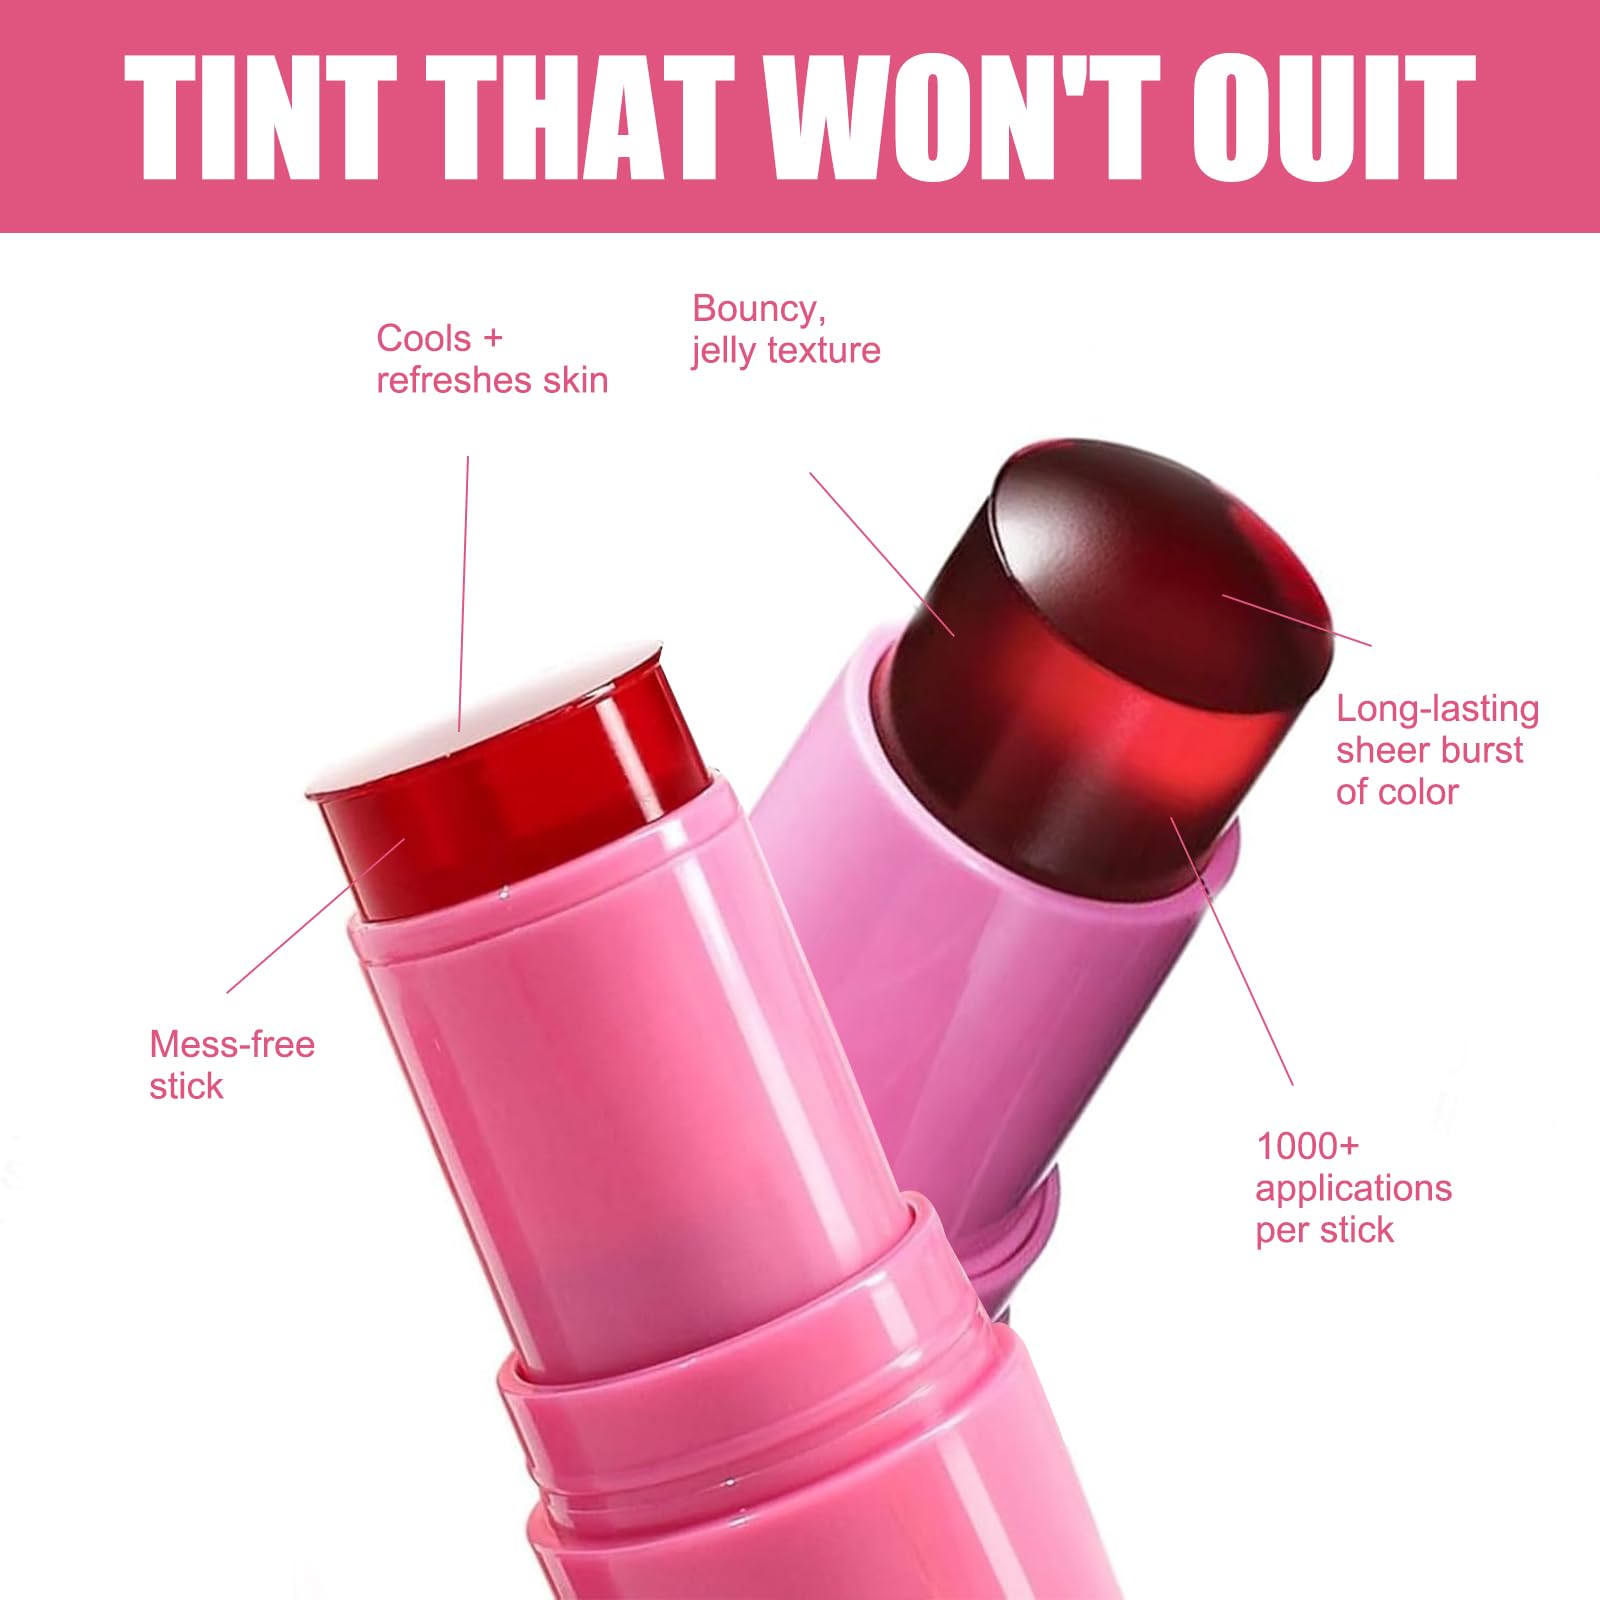 TINT THAT WON'T OUIT
Cools +
refreshes skin
Bouncy,
jelly texture
Long-lasting
sheer burst
of color
Mess-free
stick
1000+
applications
per stick